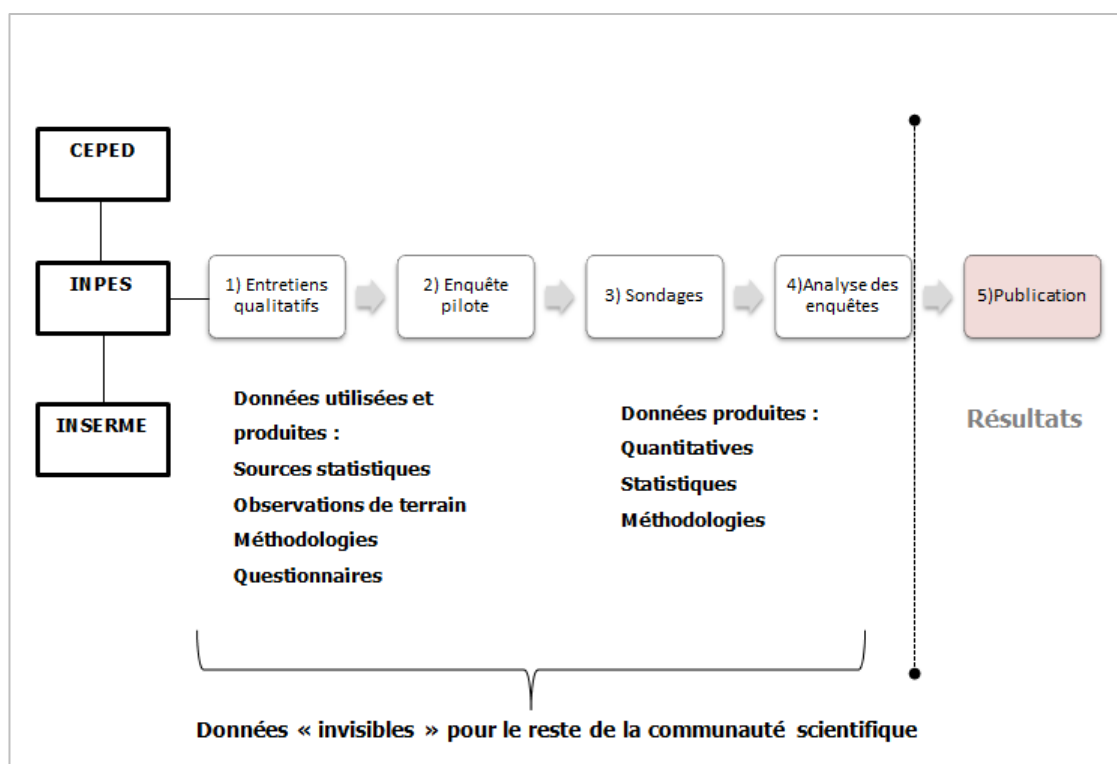 CEPED
INPES
INSERME
1) Entretiens
qualitatifs
2) Enquête
pilote
3) Sondages
4)Analyse des
enquêtes
5)Publication
Données utilisées et
produites :
Sources statistiques
Observations de terrain
Méthodologies
Questionnaires
Données produites :
Quantitatives
Statistiques
Méthodologies
Résultats
Données « invisibles » pour le reste de la communauté scientifique